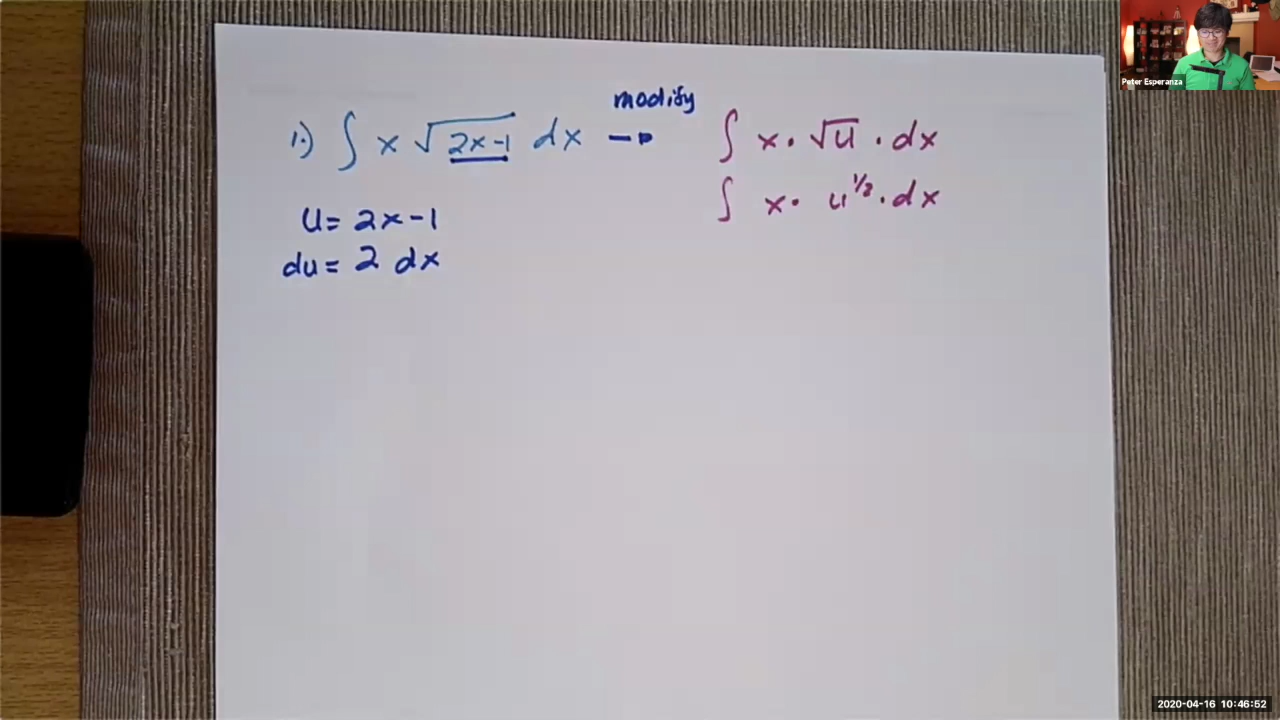 1.) ∫ x √(2x-1) dx → modify ∫ x · √u · dx
∫ x · u^1/2 · dx
u = 2x-1
du = 2 dx
Peter Esperanza
2020-04-16 10:46:52